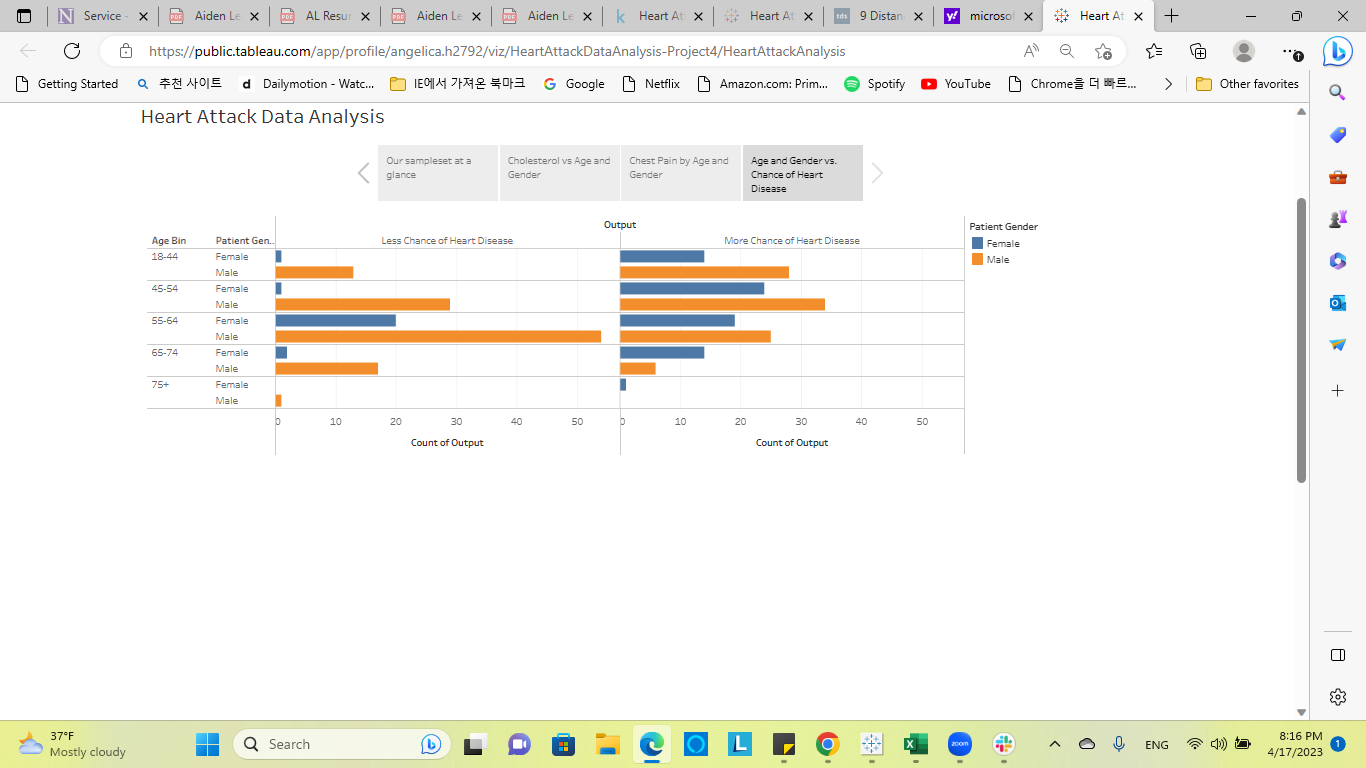 Service -
Aiden Le
AL Resur
Aiden Le
Aiden Le
Heart At
Heart At
tds
9 Distan
microsof
Heart At
https://public.tableau.com/app/profile/angelica.h2792/viz/HeartAttackDataAnalysis-Project4/HeartAttackAnalysis
Getting Started
추천 사이트
Dailymotion - Watc...
IE에서 가져온 북마크
Google
Netflix
Amazon.com: Prim...
Spotify
YouTube
Chrome을 더 빠르...
Other favorites
Heart Attack Data Analysis
Our sampleset at a
glance
Cholesterol vs Age and
Gender
Chest Pain by Age and
Gender
Age and Gender vs.
Chance of Heart
Disease
Output
Age Bin Patient Gen.. Less Chance of Heart Disease More Chance of Heart Disease
18-44 Female
Male
45-54 Female
Male
55-64 Female
Male
65-74 Female
Male
75+ Female
Male
0 10 20 30 40 50 0 10 20 30 40 50
Count of Output Count of Output
Patient Gender
Female
Male
37°F
Mostly cloudy
Search
zoom
ENG
8:16 PM
4/17/2023
1